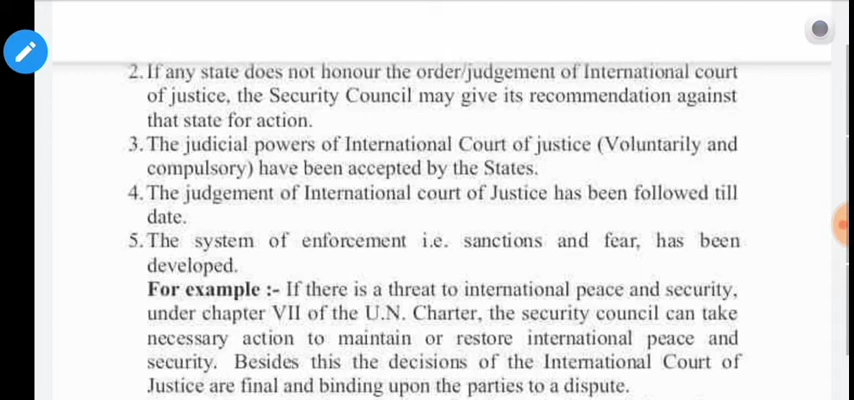 2. If any state does not honour the order/judgement of International court
of justice, the Security Council may give its recommendation against
that state for action.
3. The judicial powers of International Court of justice (Voluntarily and
compulsory) have been accepted by the States.
4. The judgement of International court of Justice has been followed till
date.
5. The system of enforcement i.e. sanctions and fear, has been
developed.
For example :- If there is a threat to international peace and security,
under chapter VII of the U.N. Charter, the security council can take
necessary action to maintain or restore international peace and
security. Besides this the decisions of the International Court of
Justice are final and binding upon the parties to a dispute.